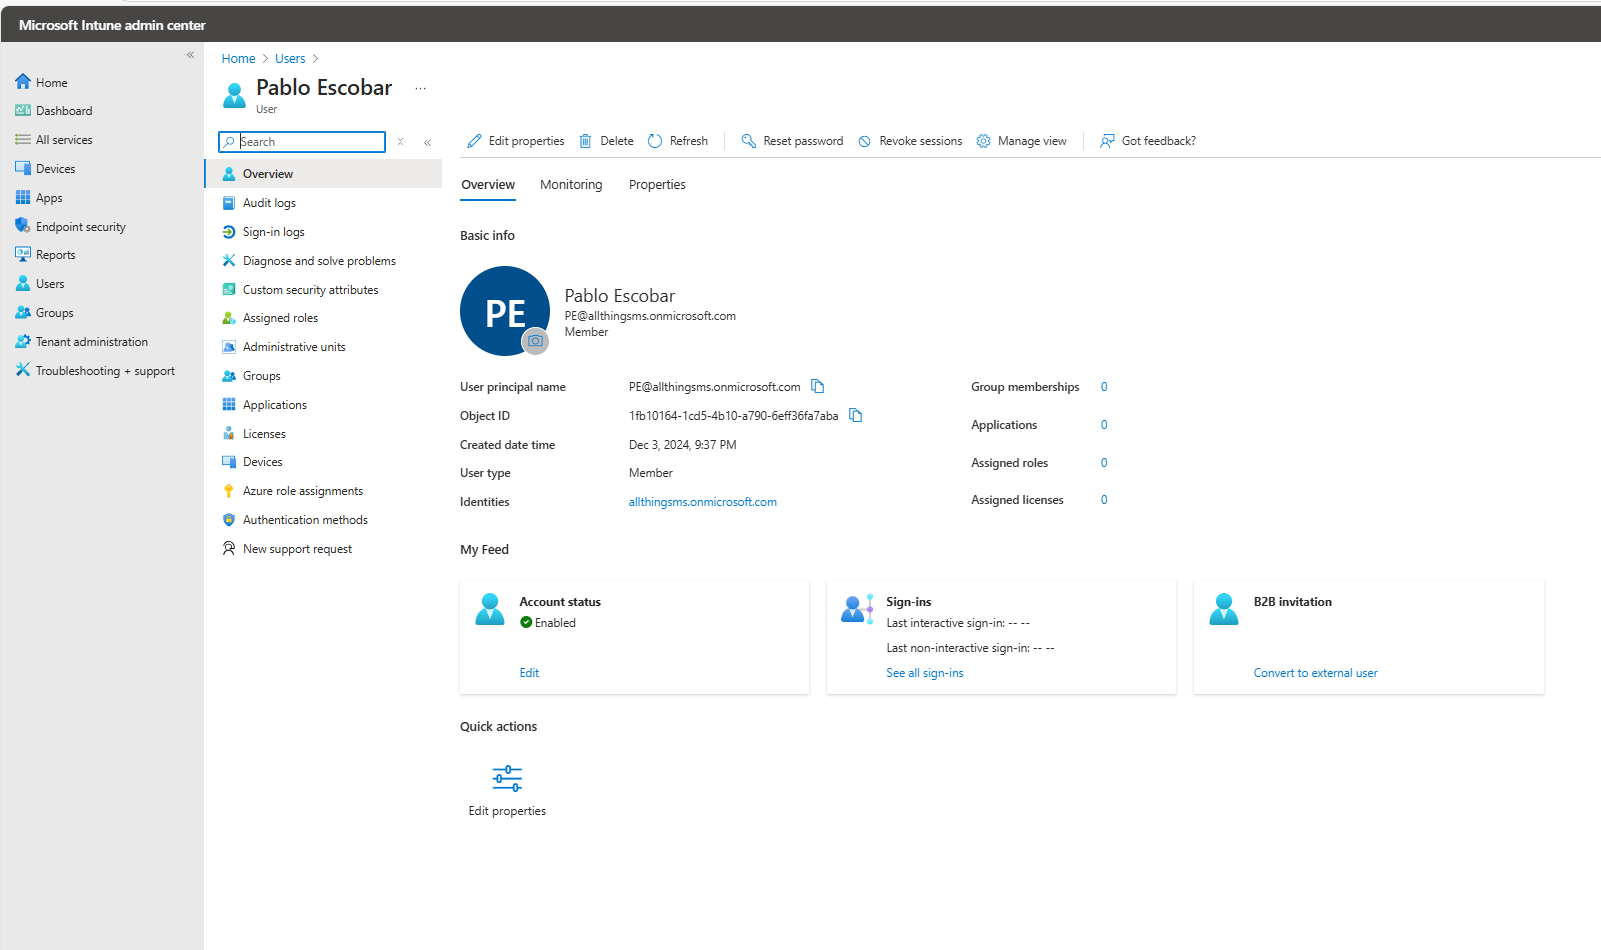 Microsoft Intune admin center
«
Home
Dashboard
All services
Devices
Apps
Endpoint security
Reports
Users
Groups
Tenant administration
Troubleshooting + support
Home > Users >
Pablo Escobar ...
User
Search
«
Overview
Audit logs
Sign-in logs
Diagnose and solve problems
Custom security attributes
Assigned roles
Administrative units
Groups
Applications
Licenses
Devices
Azure role assignments
Authentication methods
New support request
Edit properties Delete Refresh Reset password Revoke sessions Manage view Got feedback?
Overview Monitoring Properties
Basic info
PE
Pablo Escobar
PE@allthingsms.onmicrosoft.com
Member
User principal name PE@allthingsms.onmicrosoft.com
Object ID 1fb10164-1cd5-4b10-a790-6eff36fa7aba
Created date time Dec 3, 2024, 9:37 PM
User type Member
Identities allthingsms.onmicrosoft.com
Group memberships 0
Applications 0
Assigned roles 0
Assigned licenses 0
My Feed
Account status
Enabled
Edit
Sign-ins
Last interactive sign-in: -- --
Last non-interactive sign-in: -- --
See all sign-ins
B2B invitation
Convert to external user
Quick actions
Edit properties